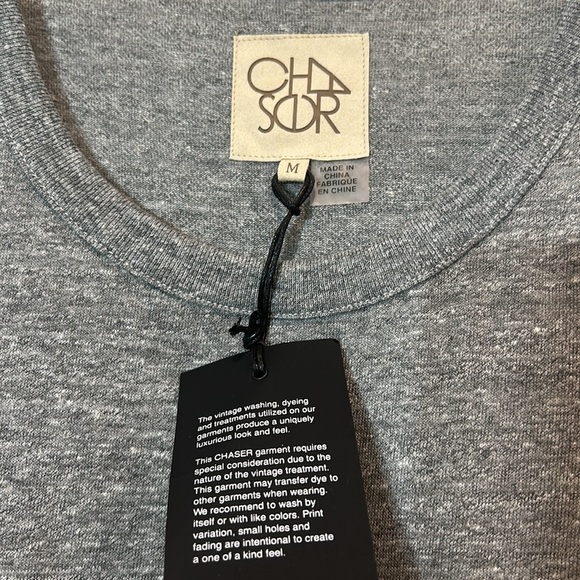 CHASER
M
MADE IN
CHINA
FABRIQUE
EN CHINE
The vintage washing, dyeing
and treatments utilized on our
garments produce a uniquely
luxurious look and feel.
This CHASER garment requires
special consideration due to the
nature of the vintage treatment.
This garment may transfer dye to
other garments when wearing.
We recommend to wash by
itself or with like colors. Print
variation, small holes and
fading are intentional to create
a one of a kind feel.